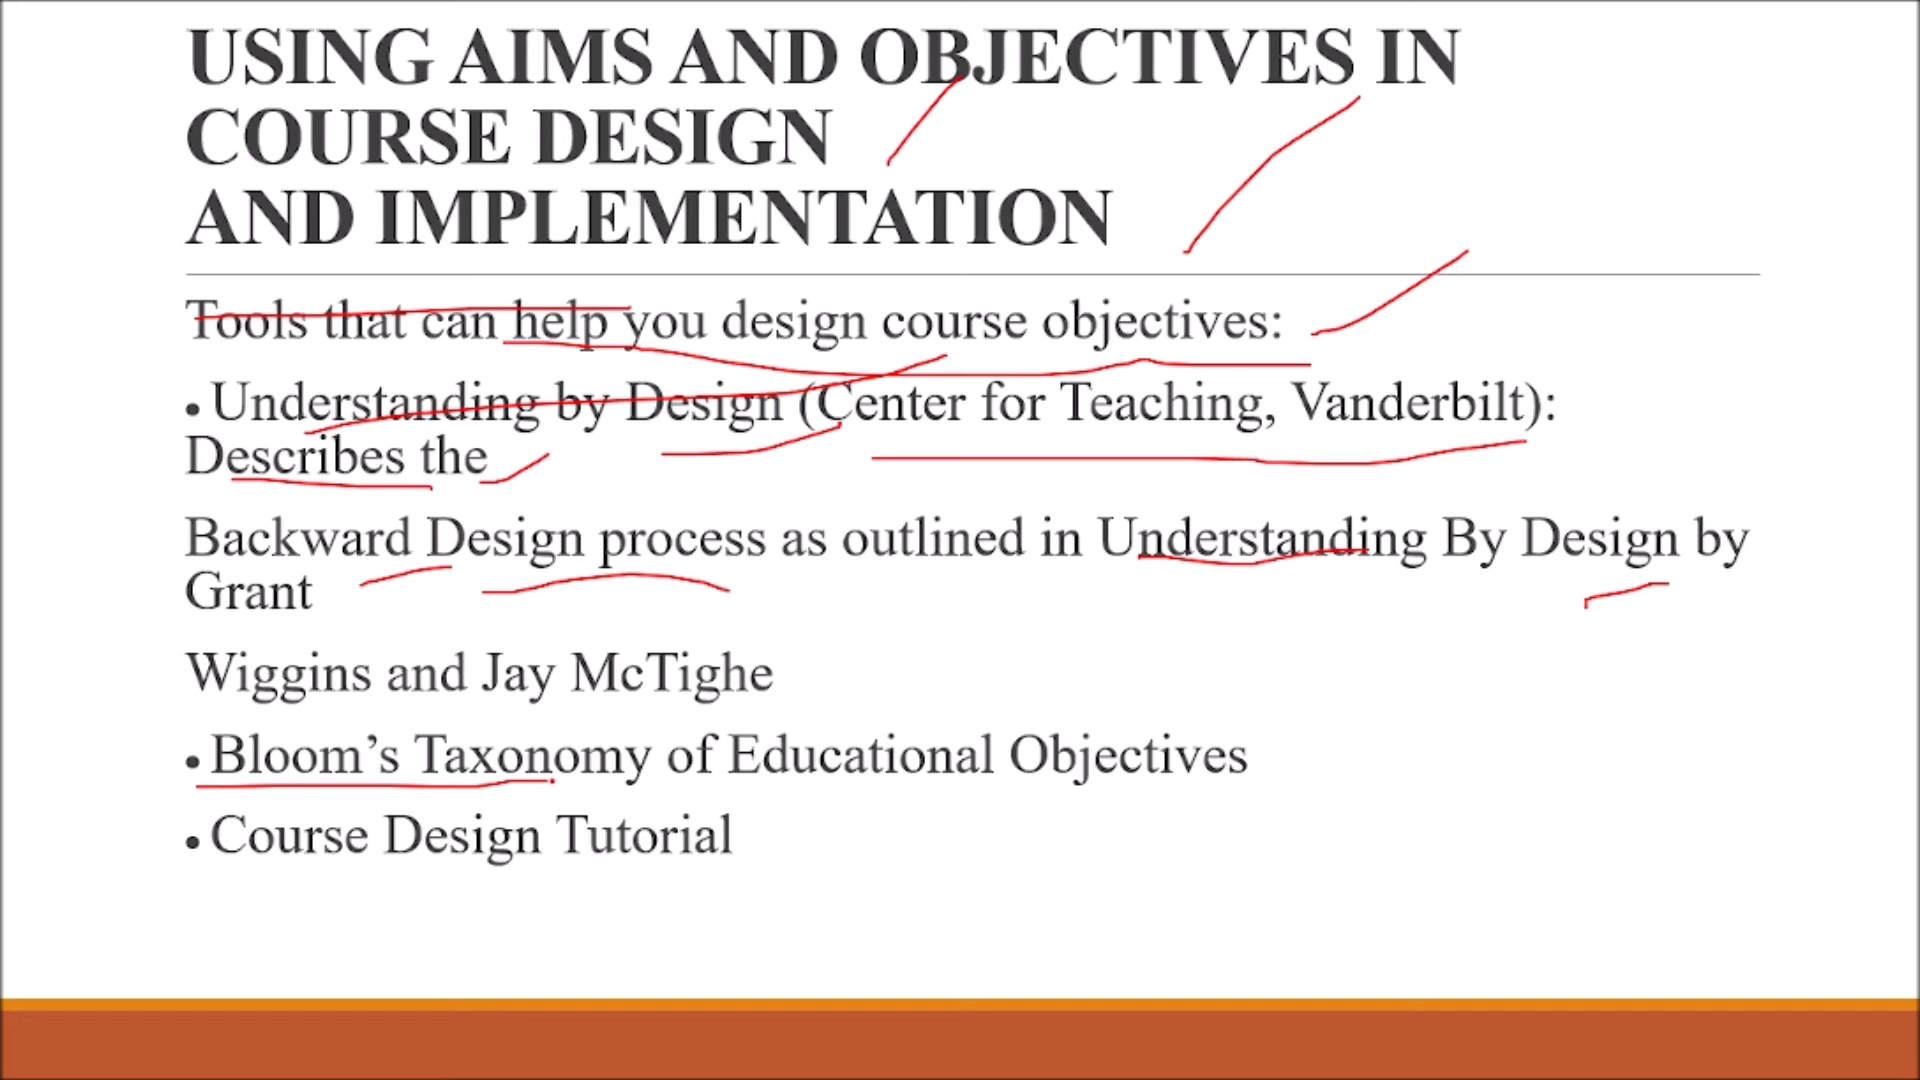 USING AIMS AND OBJECTIVES IN
COURSE DESIGN
AND IMPLEMENTATION
Tools that can help you design course objectives:
• Understanding by Design (Center for Teaching, Vanderbilt):
Describes the
Backward Design process as outlined in Understanding By Design by
Grant
Wiggins and Jay McTighe
• Bloom’s Taxonomy of Educational Objectives
• Course Design Tutorial